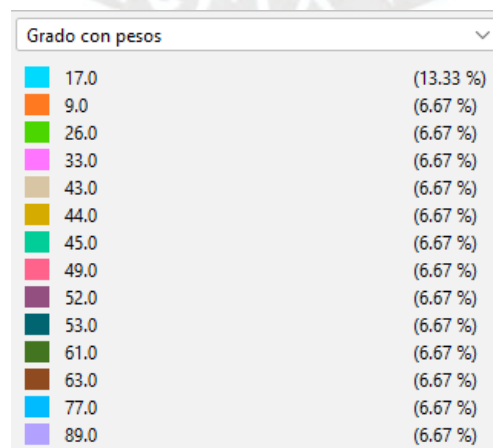 Grado con pesos
17.0 (13.33 %)
9.0 (6.67 %)
26.0 (6.67 %)
33.0 (6.67 %)
43.0 (6.67 %)
44.0 (6.67 %)
45.0 (6.67 %)
49.0 (6.67 %)
52.0 (6.67 %)
53.0 (6.67 %)
61.0 (6.67 %)
63.0 (6.67 %)
77.0 (6.67 %)
89.0 (6.67 %)